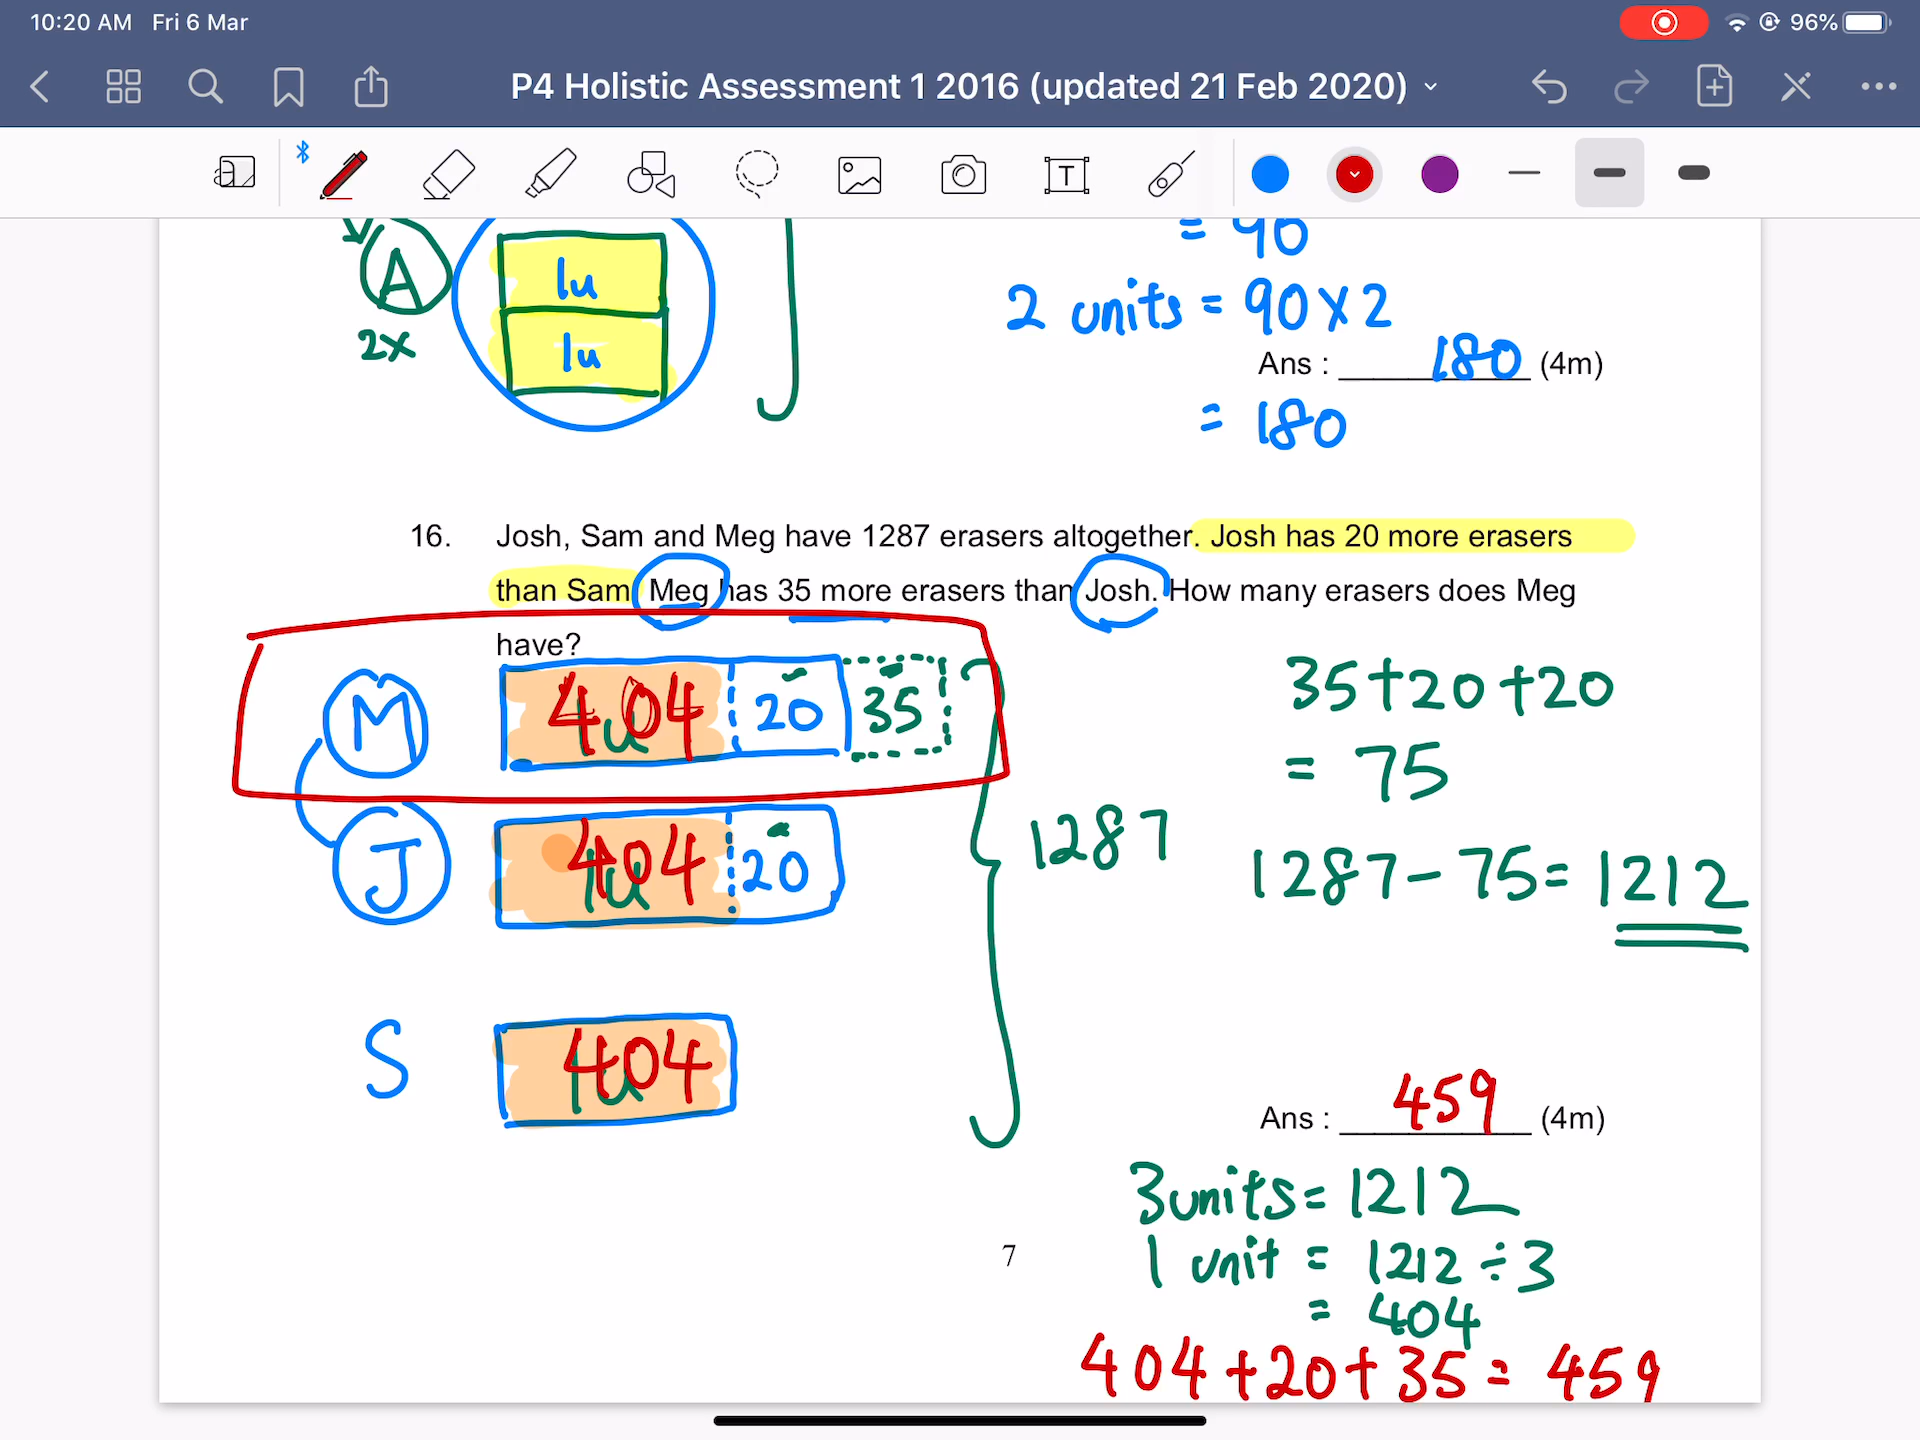 10:20 AM Fri 6 Mar 96%
P4 Holistic Assessment 1 2016 (updated 21 Feb 2020)
T
= 90
A
1u
2 units = 90 x 2
2x
1u
Ans : 180 (4m)
= 180
16. Josh, Sam and Meg have 1287 erasers altogether. Josh has 20 more erasers
than Sam. Meg has 35 more erasers than Josh. How many erasers does Meg
have?
M 1u 404 20 35
35+20+20
= 75
J 1u 404 20
1287
1287 - 75 = 1212
S 1u 404
Ans : 459 (4m)
3 units = 1212
1 unit = 1212 ÷ 3
= 404
404 + 20 + 35 = 459
7